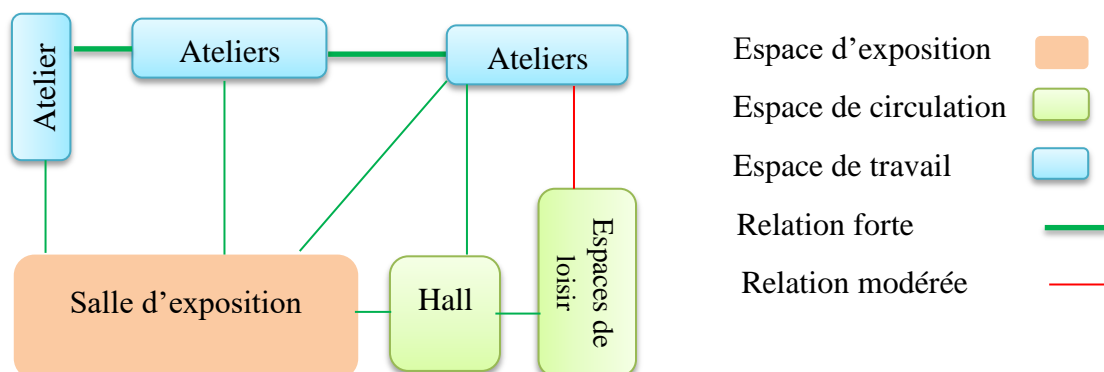 Atelier
Ateliers
Ateliers
Salle d’exposition
Hall
Espaces de
loisir
Espace d’exposition
Espace de circulation
Espace de travail
Relation forte
Relation modérée